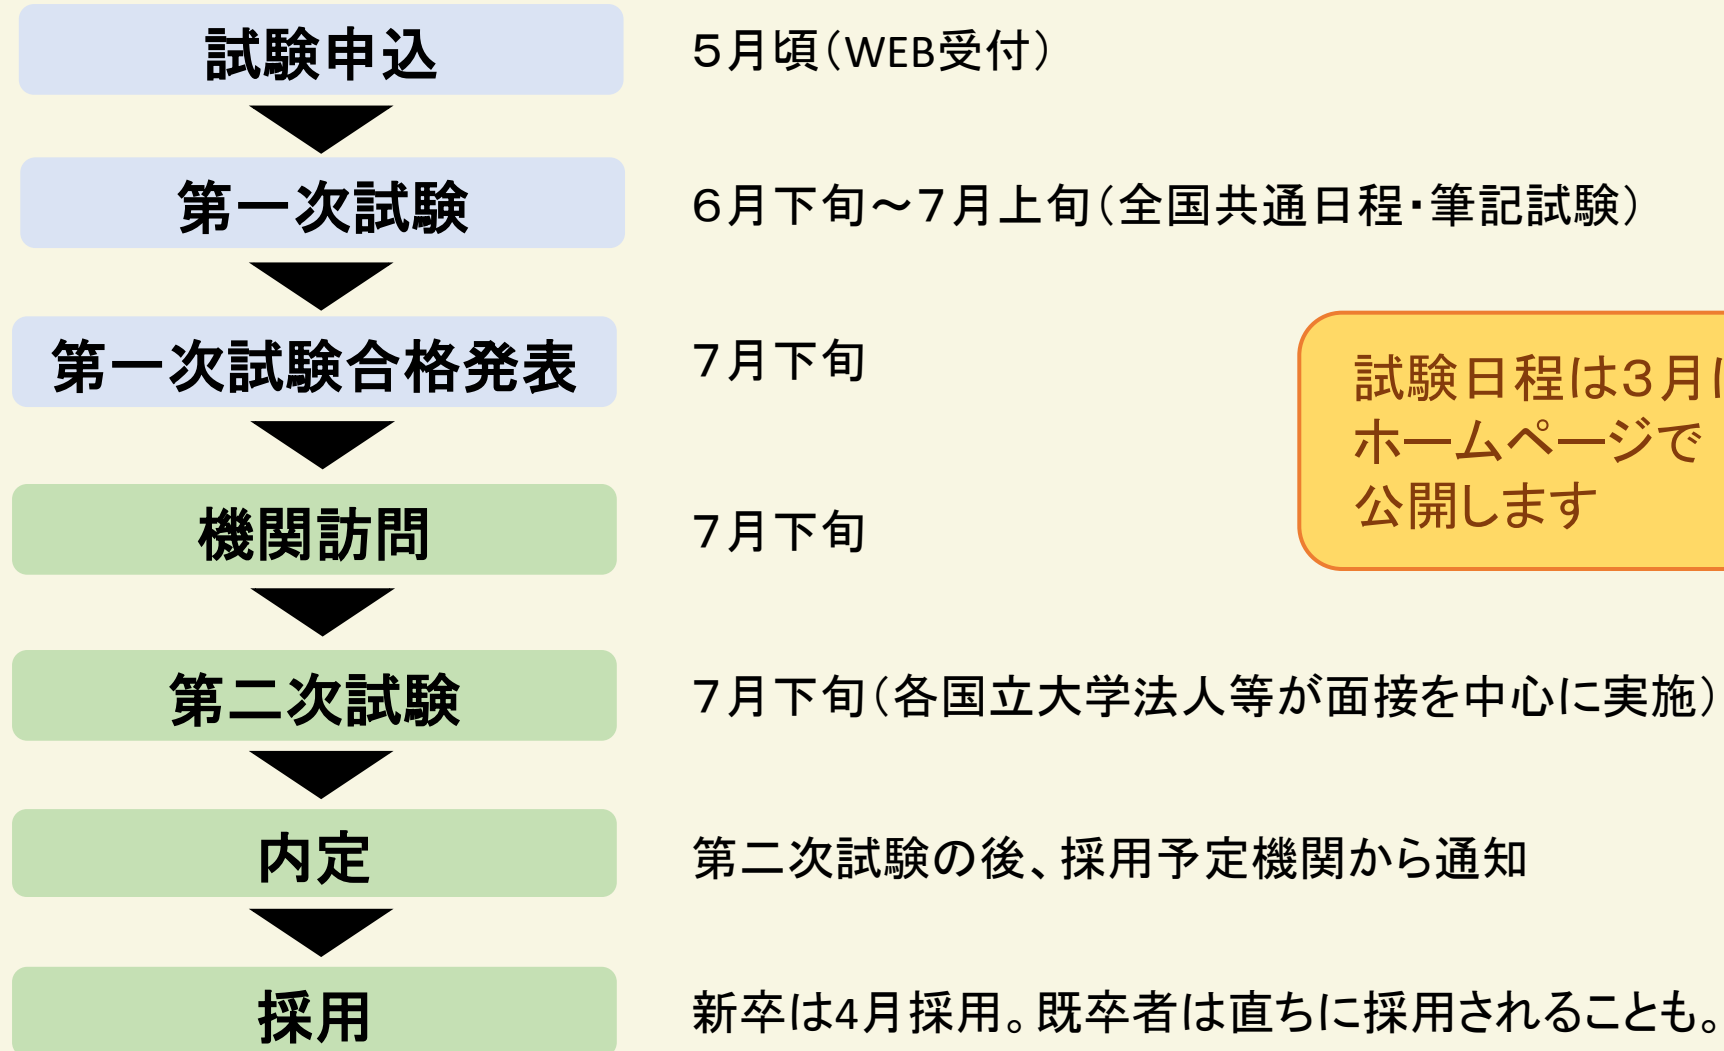 試験申込
５月頃（WEB受付）
第一次試験
６月下旬～７月上旬（全国共通日程・筆記試験）
第一次試験合格発表
７月下旬
試験日程は３月に
ホームページで
公開します
機関訪問
７月下旬
第二次試験
７月下旬（各国立大学法人等が面接を中心に実施）
内定
第二次試験の後、採用予定機関から通知
採用
新卒は4月採用。既卒者は直ちに採用されることも。